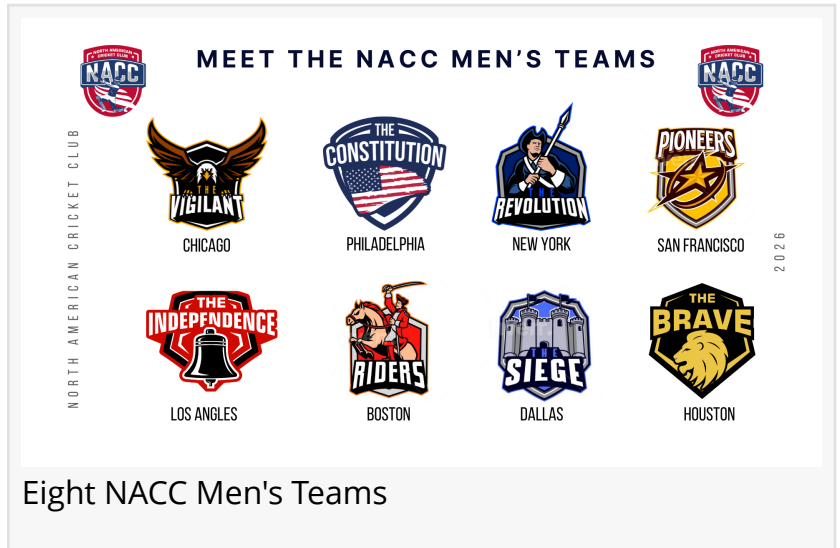 MEET THE NACC MEN'S TEAMS
NORTH AMERICAN
CRICKET CLUB
NACC
NORTH AMERICAN
CRICKET CLUB
NACC
NORTH AMERICAN CRICKET CLUB
THE
VIGILANT
CHICAGO
THE
CONSTITUTION
PHILADELPHIA
THE
REVOLUTION
NEW YORK
PIONEERS
SAN FRANCISCO
2026
THE
INDEPENDENCE
LOS ANGLES
RIDERS
BOSTON
THE
SIEGE
DALLAS
THE
BRAVE
HOUSTON
Eight NACC Men's Teams